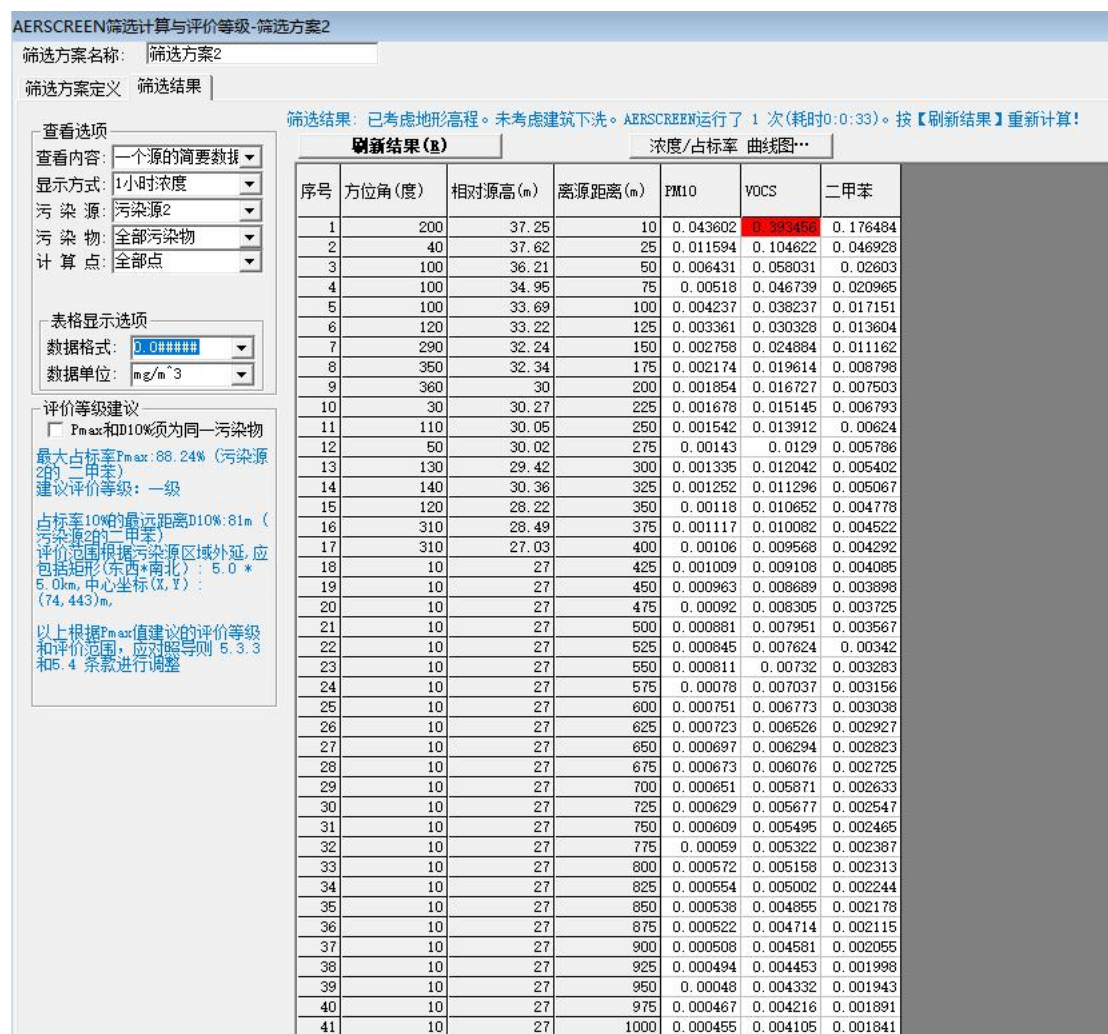 AERSCREEN筛选计算与评价等级-筛选方案2
筛选方案名称: 筛选方案2
筛选方案定义 筛选结果
筛选结果: 已考虑地形高程。未考虑建筑下洗。AERSCREEN运行了 1 次(耗时0:0:33)。按【刷新结果】重新计算!
查看选项
查看内容: 一个源的简要数据
显示方式: 1小时浓度
污 染 源: 污染源2
污 染 物: 全部污染物
计 算 点: 全部点
表格显示选项
数据格式: 0.0#####
数据单位: mg/m^3
评价等级建议
Pmax和D10%须为同一污染物
最大占标率Pmax:88.24% (污染源
2的 二甲苯)
建议评价等级: 一级
占标率10%的最远距离D10%:81m (
污染源2的二甲苯)
评价范围根据污染源区域外延,应
包括矩形(东西*南北): 5.0 *
5.0km,中心坐标(X,Y):
(74,443)m,
以上根据Pmax值建议的评价等级
和评价范围,应对照导则 5.3.3
和5.4 条款进行调整
刷新结果(R) 浓度/占标率 曲线图…
序号 方位角(度) 相对源高(m) 离源距离(m) PM10 VOCS 二甲苯
1 200 37.25 10 0.043602 0.393456 0.176484
2 40 37.62 25 0.011594 0.104622 0.046928
3 100 36.21 50 0.006431 0.058031 0.02603
4 100 34.95 75 0.00518 0.046739 0.020965
5 100 33.69 100 0.004237 0.038237 0.017151
6 120 33.22 125 0.003361 0.030328 0.013604
7 290 32.24 150 0.002758 0.024884 0.011162
8 350 32.34 175 0.002174 0.019614 0.008798
9 360 30 200 0.001854 0.016727 0.007503
10 30 30.27 225 0.001678 0.015145 0.006793
11 110 30.05 250 0.001542 0.013912 0.00624
12 50 30.02 275 0.00143 0.0129 0.005786
13 130 29.42 300 0.001335 0.012042 0.005402
14 140 30.36 325 0.001252 0.011296 0.005067
15 120 28.22 350 0.00118 0.010652 0.004778
16 310 28.49 375 0.001117 0.010082 0.004522
17 310 27.03 400 0.00106 0.009568 0.004292
18 10 27 425 0.001009 0.009108 0.004085
19 10 27 450 0.000963 0.008689 0.003898
20 10 27 475 0.00092 0.008305 0.003725
21 10 27 500 0.000881 0.007951 0.003567
22 10 27 525 0.000845 0.007624 0.00342
23 10 27 550 0.000811 0.00732 0.003283
24 10 27 575 0.00078 0.007037 0.003156
25 10 27 600 0.000751 0.006773 0.003038
26 10 27 625 0.000723 0.006526 0.002927
27 10 27 650 0.000697 0.006294 0.002823
28 10 27 675 0.000673 0.006076 0.002725
29 10 27 700 0.000651 0.005871 0.002633
30 10 27 725 0.000629 0.005677 0.002547
31 10 27 750 0.000609 0.005495 0.002465
32 10 27 775 0.00059 0.005322 0.002387
33 10 27 800 0.000572 0.005158 0.002313
34 10 27 825 0.000554 0.005002 0.002244
35 10 27 850 0.000538 0.004855 0.002178
36 10 27 875 0.000522 0.004714 0.002115
37 10 27 900 0.000508 0.004581 0.002055
38 10 27 925 0.000494 0.004453 0.001998
39 10 27 950 0.00048 0.004332 0.001943
40 10 27 975 0.000467 0.004216 0.001891
41 10 27 1000 0.000455 0.004105 0.001841